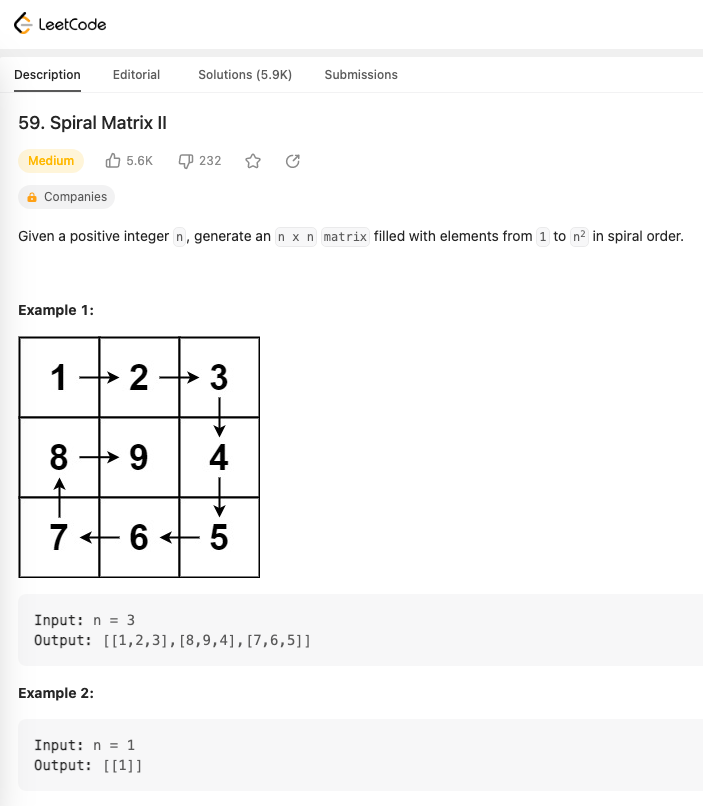 LeetCode
Description Editorial Solutions (5.9K) Submissions
59. Spiral Matrix II
Medium 5.6K 232
Companies
Given a positive integer n, generate an n x n matrix filled with elements from 1 to n² in spiral order.
Example 1:
1 2 3
8 9 4
7 6 5
Input: n = 3
Output: [[1,2,3],[8,9,4],[7,6,5]]
Example 2:
Input: n = 1
Output: [[1]]